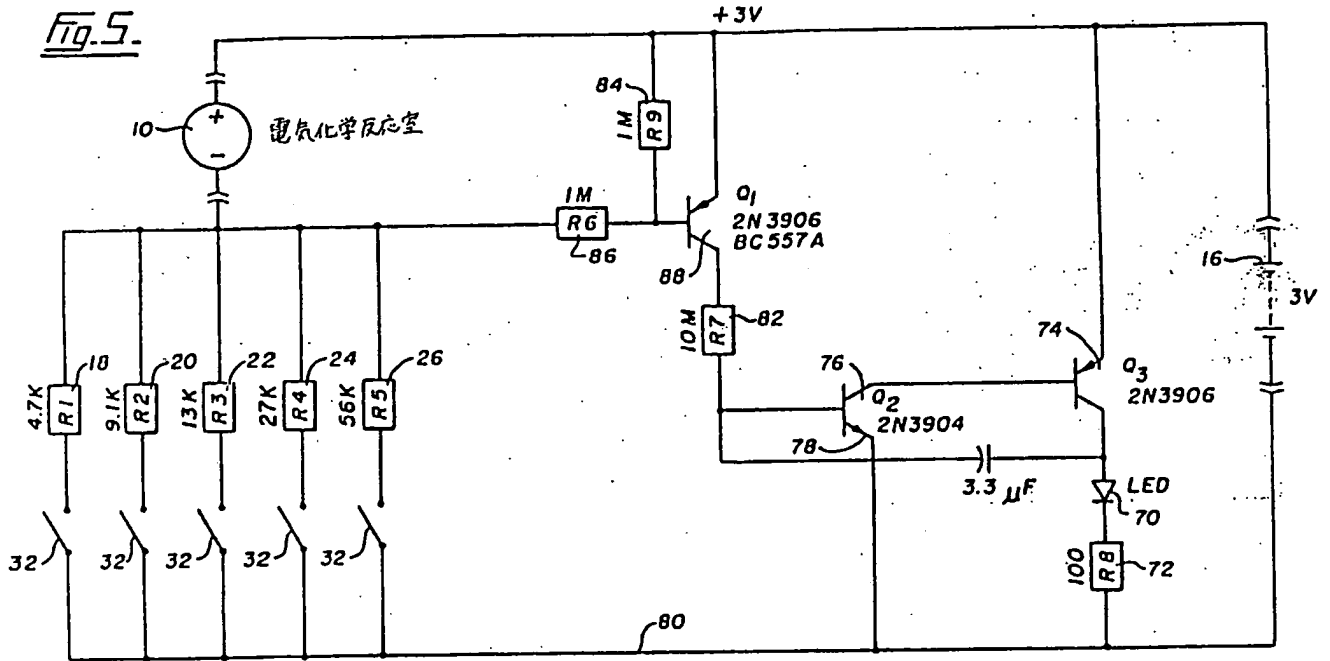 Fig. 5.
+3V
84
1M
R9
10
+
電気化学反応室
-
1M
R6
86
Q1
2N3906
BC557A
88
16
3V
10M
R7
82
74
76
Q3
2N3906
Q2
2N3904
78
3.3 μF
LED
70
18
20
22
24
26
4.7K
R1
9.1K
R2
13K
R3
27K
R4
56K
R5
32
32
32
32
32
100
R8
72
80